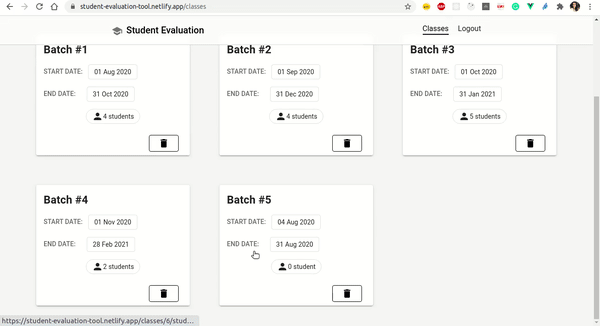 student-evaluation-tool.netlify.app/classes
Student Evaluation
Classes Logout
Batch #1
START DATE: 01 Aug 2020
END DATE: 31 Oct 2020
4 students
Batch #2
START DATE: 01 Sep 2020
END DATE: 31 Dec 2020
4 students
Batch #3
START DATE: 01 Oct 2020
END DATE: 31 Jan 2021
5 students
Batch #4
START DATE: 01 Nov 2020
END DATE: 28 Feb 2021
2 students
Batch #5
START DATE: 04 Aug 2020
END DATE: 31 Aug 2020
0 student
https://student-evaluation-tool.netlify.app/classes/6/stud...